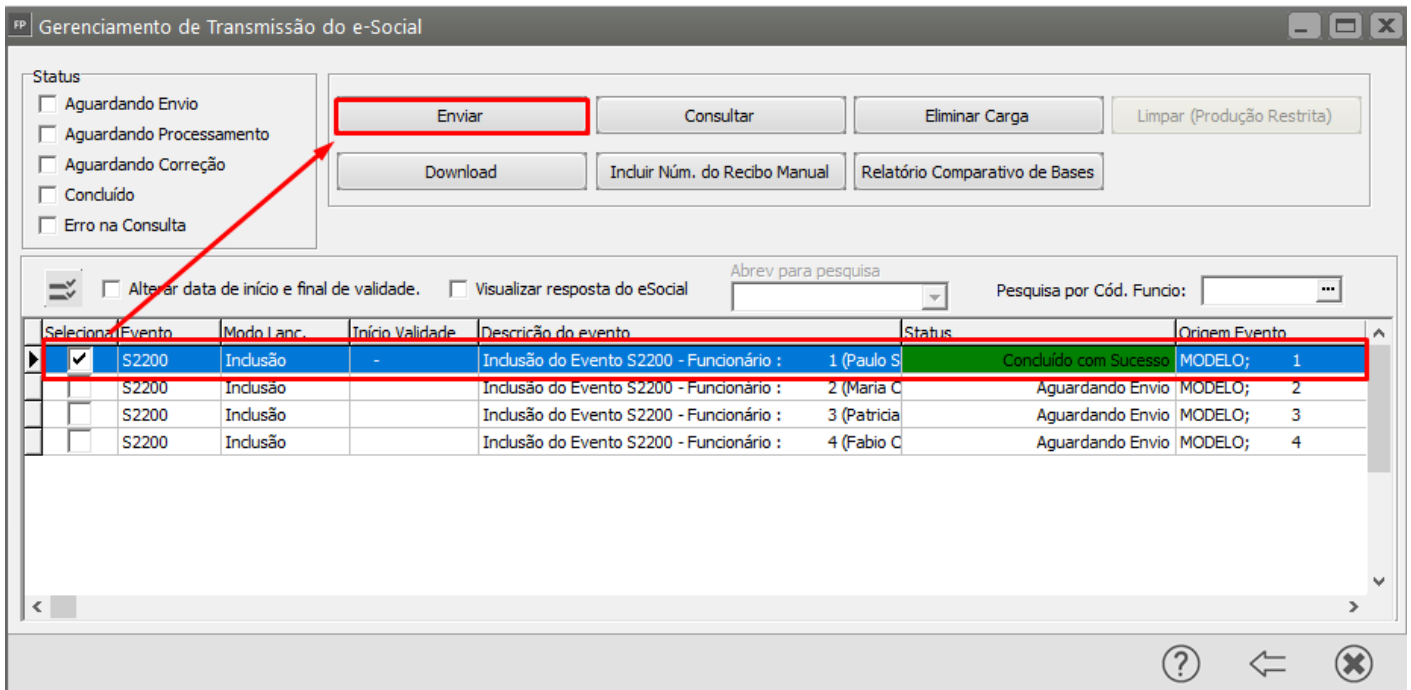 FP Gerenciamento de Transmissão do e-Social
Status
Aguardando Envio
Aguardando Processamento
Aguardando Correção
Concluído
Erro na Consulta
Enviar Consultar Eliminar Carga Limpar (Produção Restrita)
Download Incluir Núm. do Recibo Manual Relatório Comparativo de Bases
Abrev para pesquisa
Alterar data de início e final de validade. Visualizar resposta do eSocial Pesquisa por Cód. Funcio: ...
Seleciona Evento Modo Lanc. Início Validade Descrição do evento Status Origem Evento
S2200 Inclusão - Inclusão do Evento S2200 - Funcionário : 1 (Paulo S Concluído com Sucesso MODELO; 1
S2200 Inclusão Inclusão do Evento S2200 - Funcionário : 2 (Maria C Aguardando Envio MODELO; 2
S2200 Inclusão Inclusão do Evento S2200 - Funcionário : 3 (Patricia Aguardando Envio MODELO; 3
S2200 Inclusão Inclusão do Evento S2200 - Funcionário : 4 (Fabio C Aguardando Envio MODELO; 4